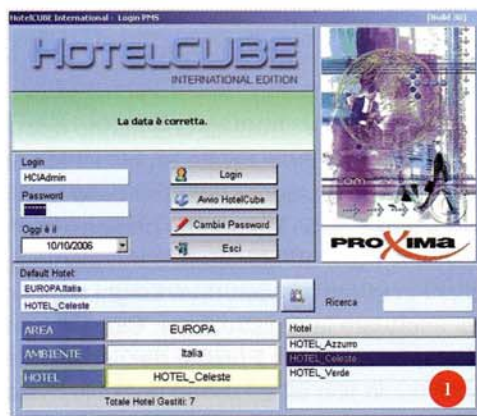 HotelCUBE International - Login PMS
HOTELCUBE
INTERNATIONAL EDITION
La data è corretta.
Login
HCIAdmin
Login
Password
Avvio HotelCube
Cambia Password
Oggi è il
10/10/2006
Esci
PROXIMA
Default Hotel:
EUROPA.Italia
HOTEL_Celeste
Ricerca
AREA
EUROPA
AMBIENTE
Italia
HOTEL
HOTEL_Celeste
Totale Hotel Gestiti: 7
Hotel
HOTEL_Azzurro
HOTEL_Celeste
HOTEL_Verde
1